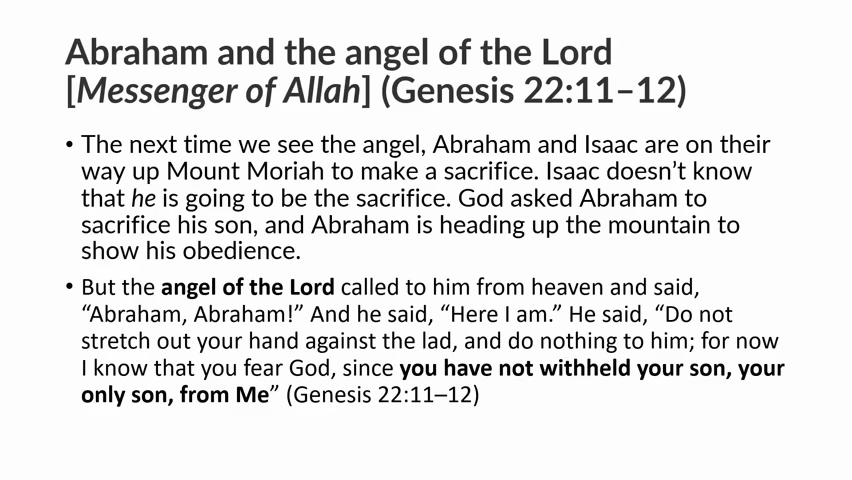 Abraham and the angel of the Lord
[Messenger of Allah] (Genesis 22:11–12)
• The next time we see the angel, Abraham and Isaac are on their
way up Mount Moriah to make a sacrifice. Isaac doesn’t know
that he is going to be the sacrifice. God asked Abraham to
sacrifice his son, and Abraham is heading up the mountain to
show his obedience.
• But the angel of the Lord called to him from heaven and said,
“Abraham, Abraham!” And he said, “Here I am.” He said, “Do not
stretch out your hand against the lad, and do nothing to him; for now
I know that you fear God, since you have not withheld your son, your
only son, from Me” (Genesis 22:11–12)